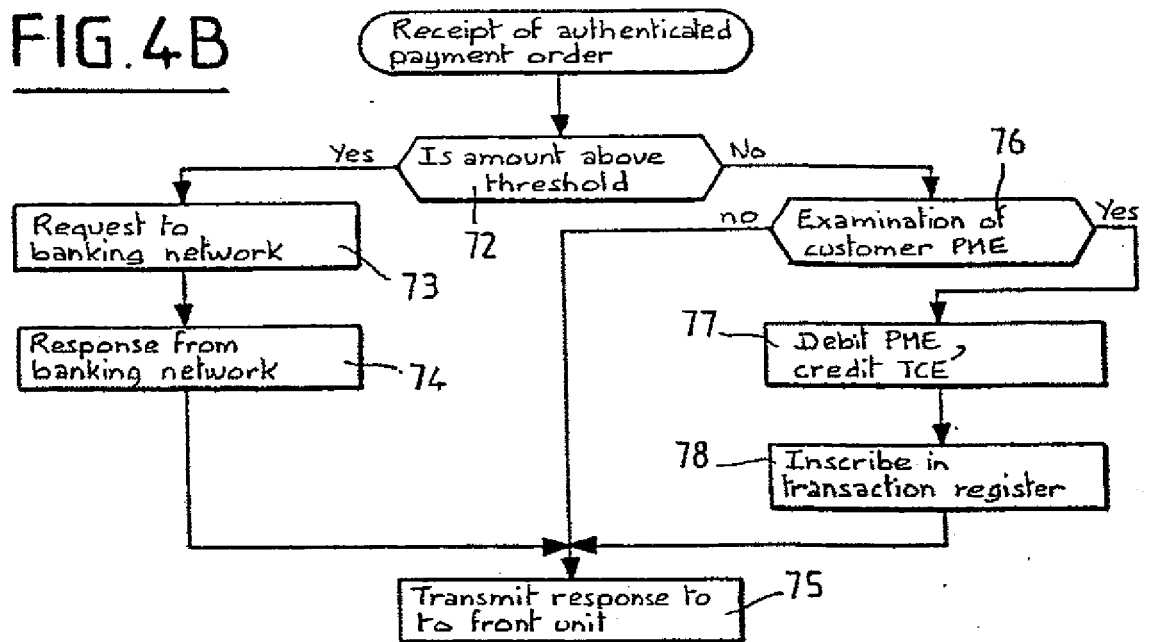 FIG.4B
Receipt of authenticated
payment order
Yes
Is amount above
threshold
No
72
76
Request to
banking network
73
no
Examination of
customer PME
Yes
Response from
banking network
74
77
Debit PME,
credit TCE
78
Inscribe in
transaction register
Transmit response to
to front unit
75